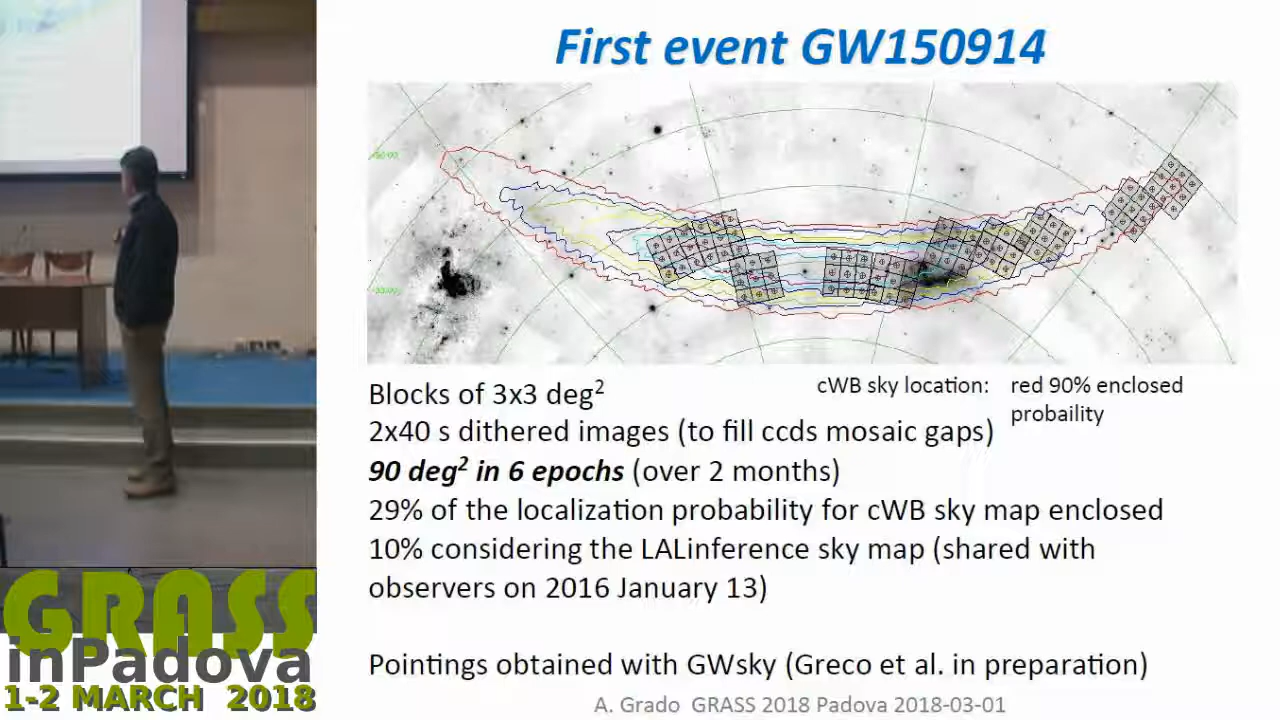 First event GW150914
Blocks of 3x3 deg²
cWB sky location: red 90% enclosed
probaility
2x40 s dithered images (to fill ccds mosaic gaps)
90 deg² in 6 epochs (over 2 months)
29% of the localization probability for cWB sky map enclosed
10% considering the LALinference sky map (shared with
observers on 2016 January 13)
Pointings obtained with GWsky (Greco et al. in preparation)
A. Grado GRASS 2018 Padova 2018-03-01
GRASS
inPadova
1-2 MARCH 2018